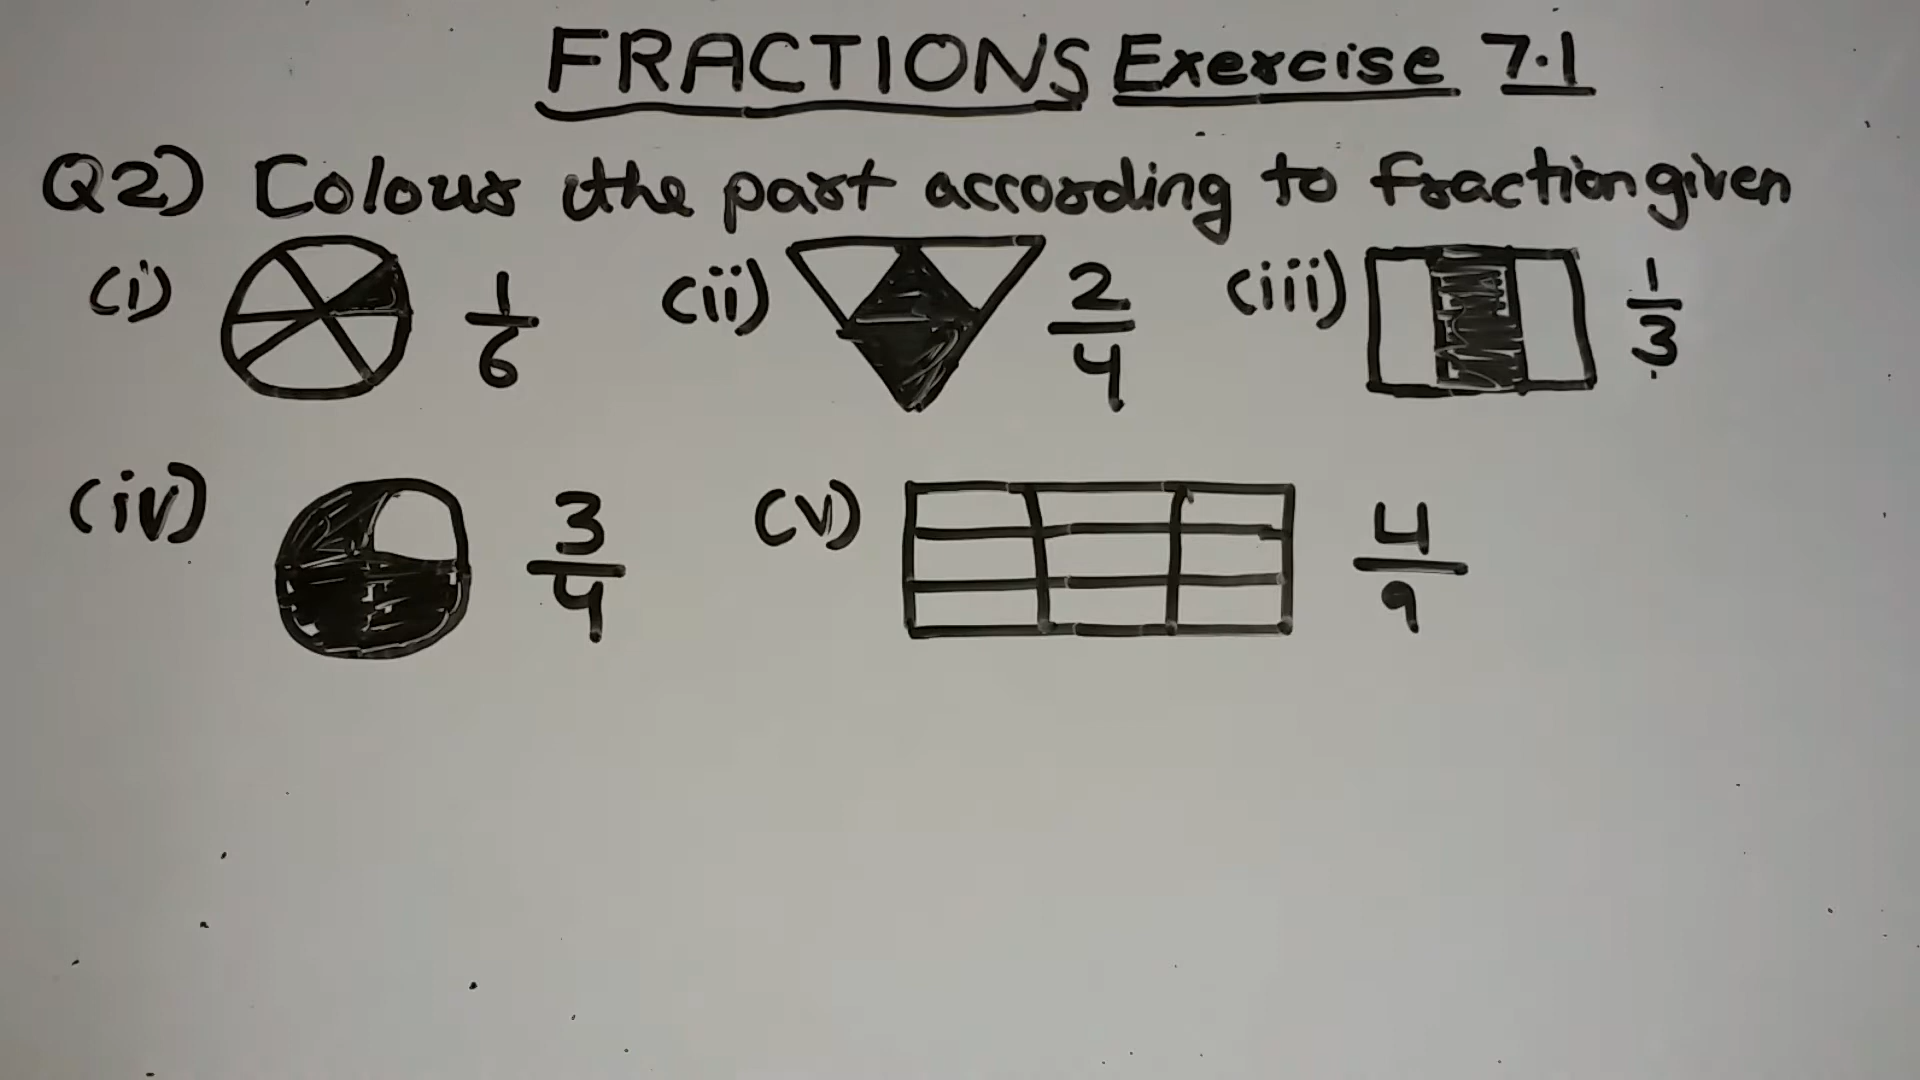 FRACTIONS Exercise 7.1
Q2) Colour the part according to fraction given
(i) 1/6 (ii) 2/4 (iii) 1/3
(iv) 3/4 (v) 4/9